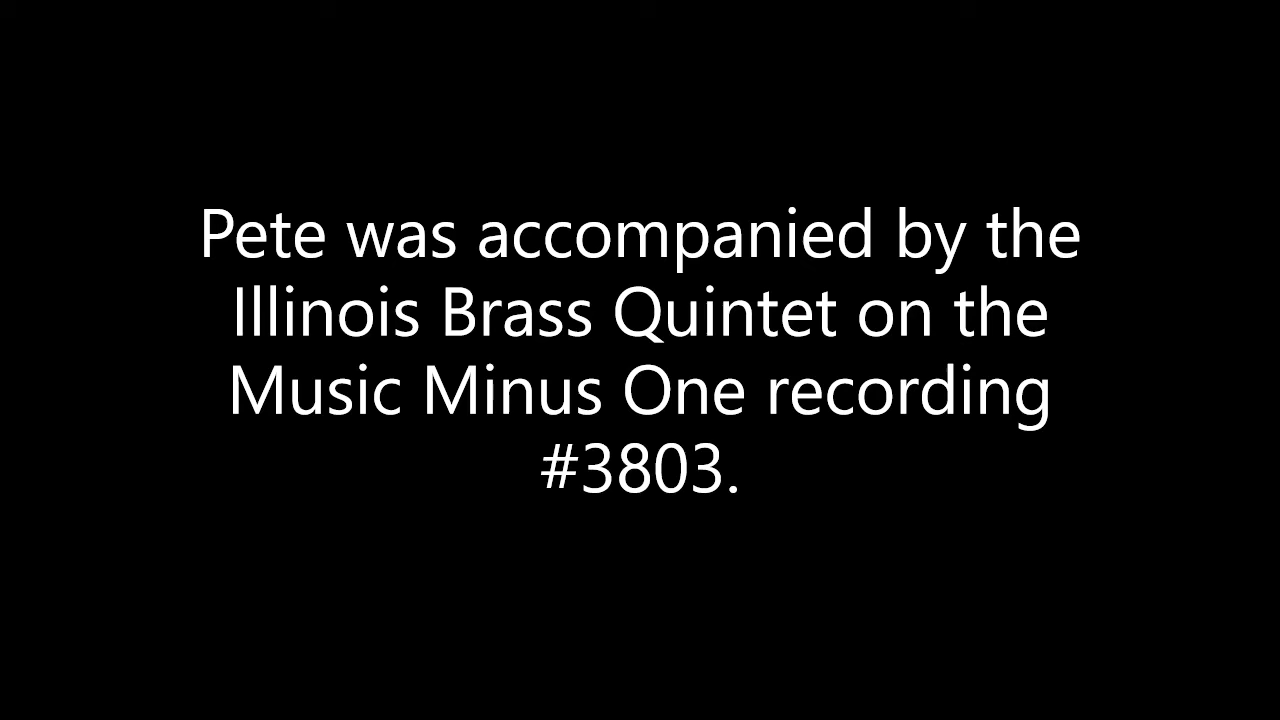 Pete was accompanied by the
Illinois Brass Quintet on the
Music Minus One recording
#3803.